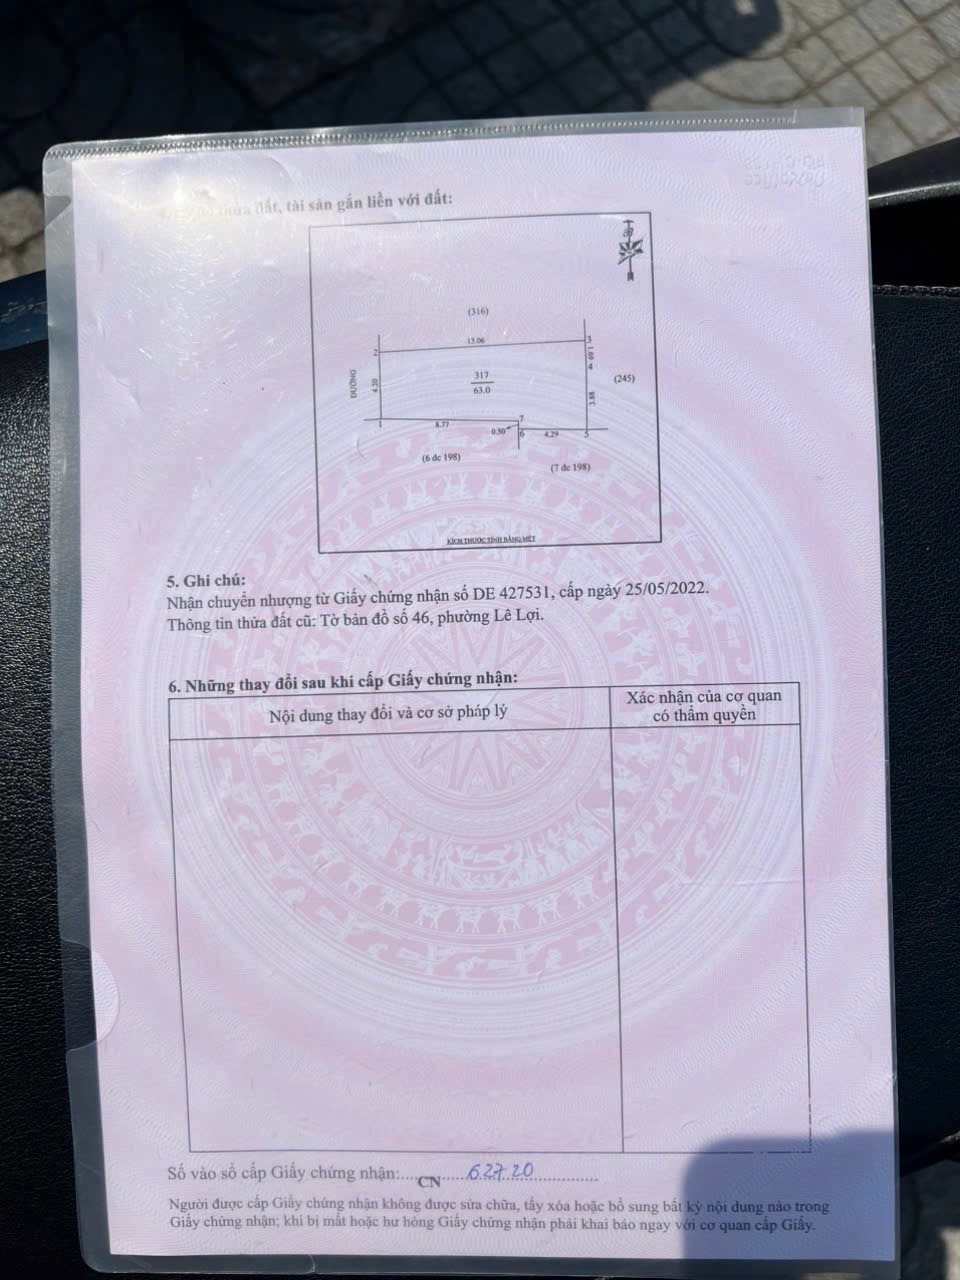 thửa đất, tài sản gắn liền với đất:
(316)
13.06
2
3
1.69
4
ĐƯỜNG
4.20
317
63.0
3.88
(245)
1
8.77
7
0.50
6
4.29
5
(6 dc 198)
(7 dc 198)
KÍCH THƯỚC TÍNH BẰNG MÉT
5. Ghi chú:
Nhận chuyển nhượng từ Giấy chứng nhận số DE 427531, cấp ngày 25/05/2022.
Thông tin thửa đất cũ: Tờ bản đồ số 46, phường Lê Lợi.
6. Những thay đổi sau khi cấp Giấy chứng nhận:
Nội dung thay đổi và cơ sở pháp lý
Xác nhận của cơ quan
có thẩm quyền
Số vào sổ cấp Giấy chứng nhận:....CN....62720....
Người được cấp Giấy chứng nhận không được sửa chữa, tẩy xóa hoặc bổ sung bất kỳ nội dung nào trong
Giấy chứng nhận; khi bị mất hoặc hư hỏng Giấy chứng nhận phải khai báo ngay với cơ quan cấp Giấy.